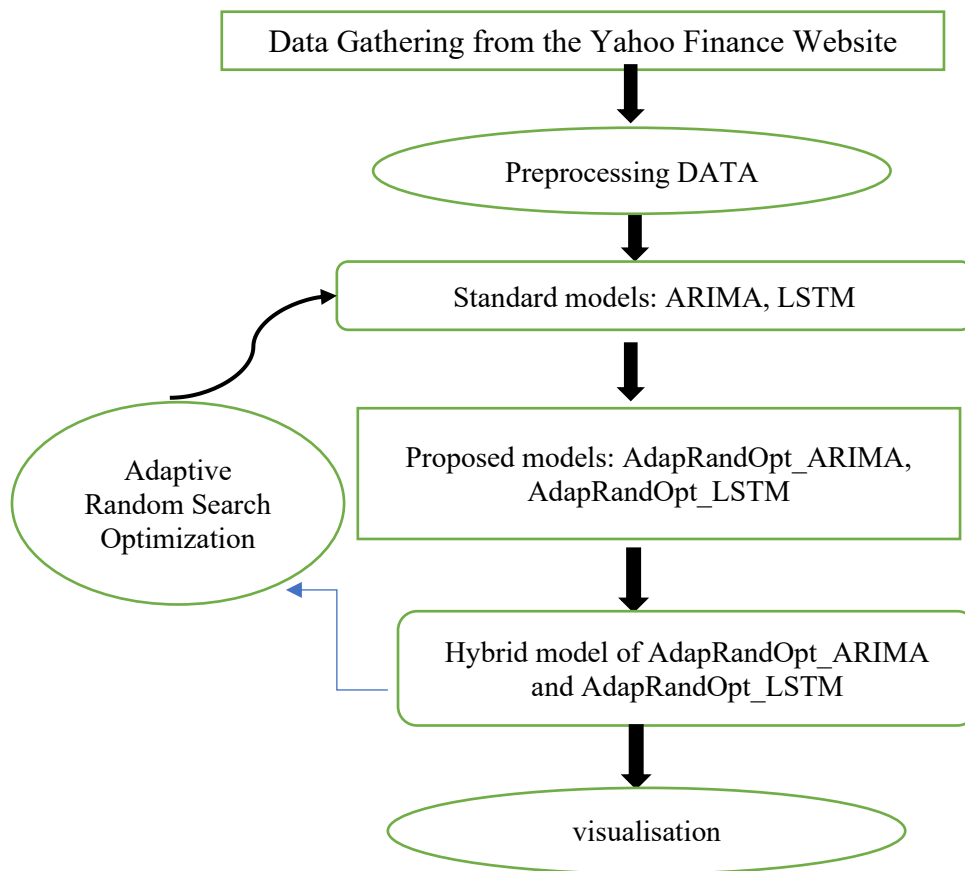 Data Gathering from the Yahoo Finance Website
Preprocessing DATA
Standard models: ARIMA, LSTM
Proposed models: AdapRandOpt_ARIMA,
AdapRandOpt_LSTM
Adaptive
Random Search
Optimization
Hybrid model of AdapRandOpt_ARIMA
and AdapRandOpt_LSTM
visualisation